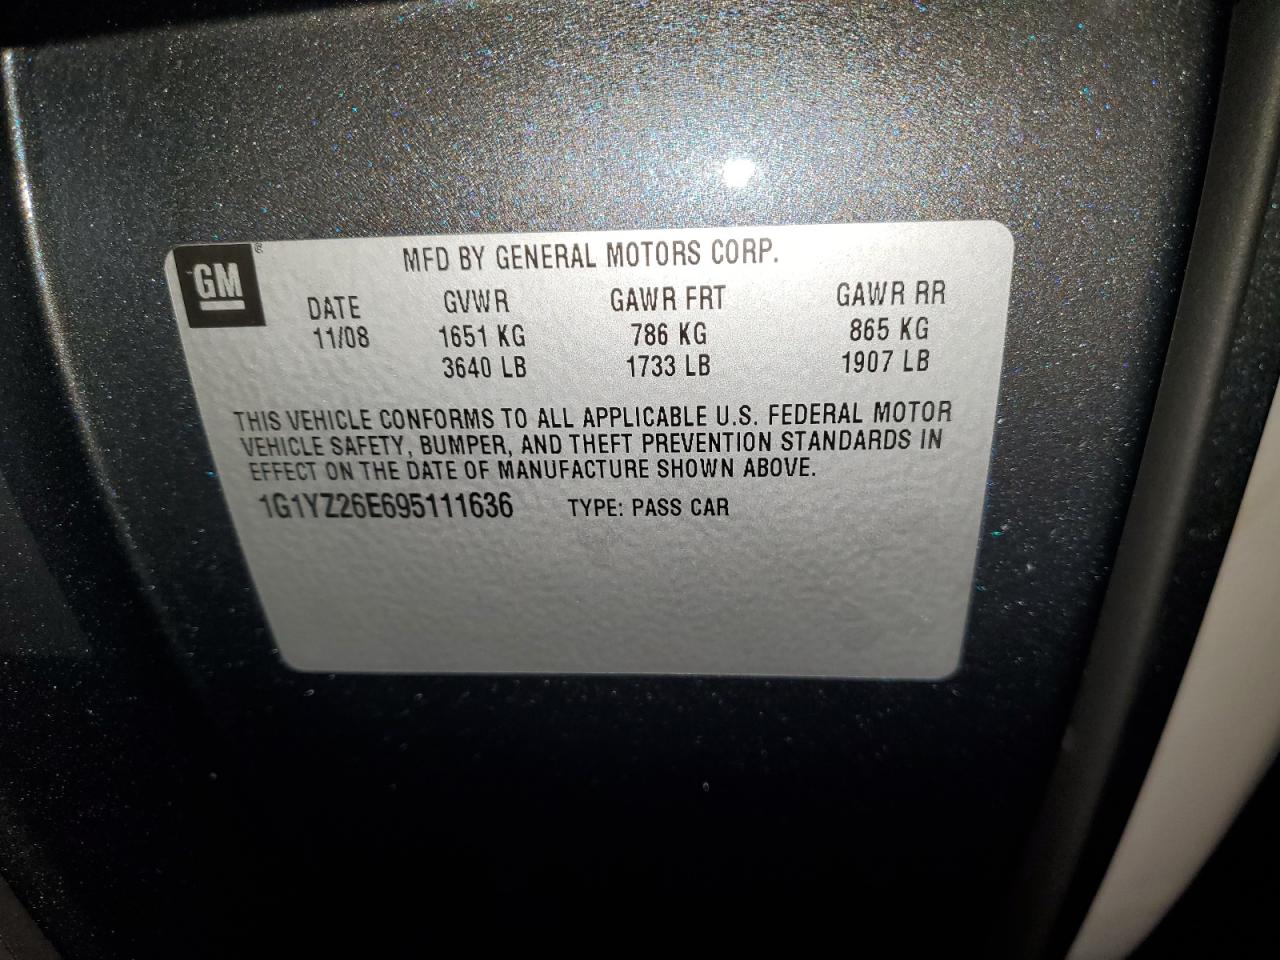 GM ®
MFD BY GENERAL MOTORS CORP.
DATE GVWR GAWR FRT GAWR RR
11/08 1651 KG 786 KG 865 KG
3640 LB 1733 LB 1907 LB
THIS VEHICLE CONFORMS TO ALL APPLICABLE U.S. FEDERAL MOTOR
VEHICLE SAFETY, BUMPER, AND THEFT PREVENTION STANDARDS IN
EFFECT ON THE DATE OF MANUFACTURE SHOWN ABOVE.
1G1YZ26E695111636 TYPE: PASS CAR